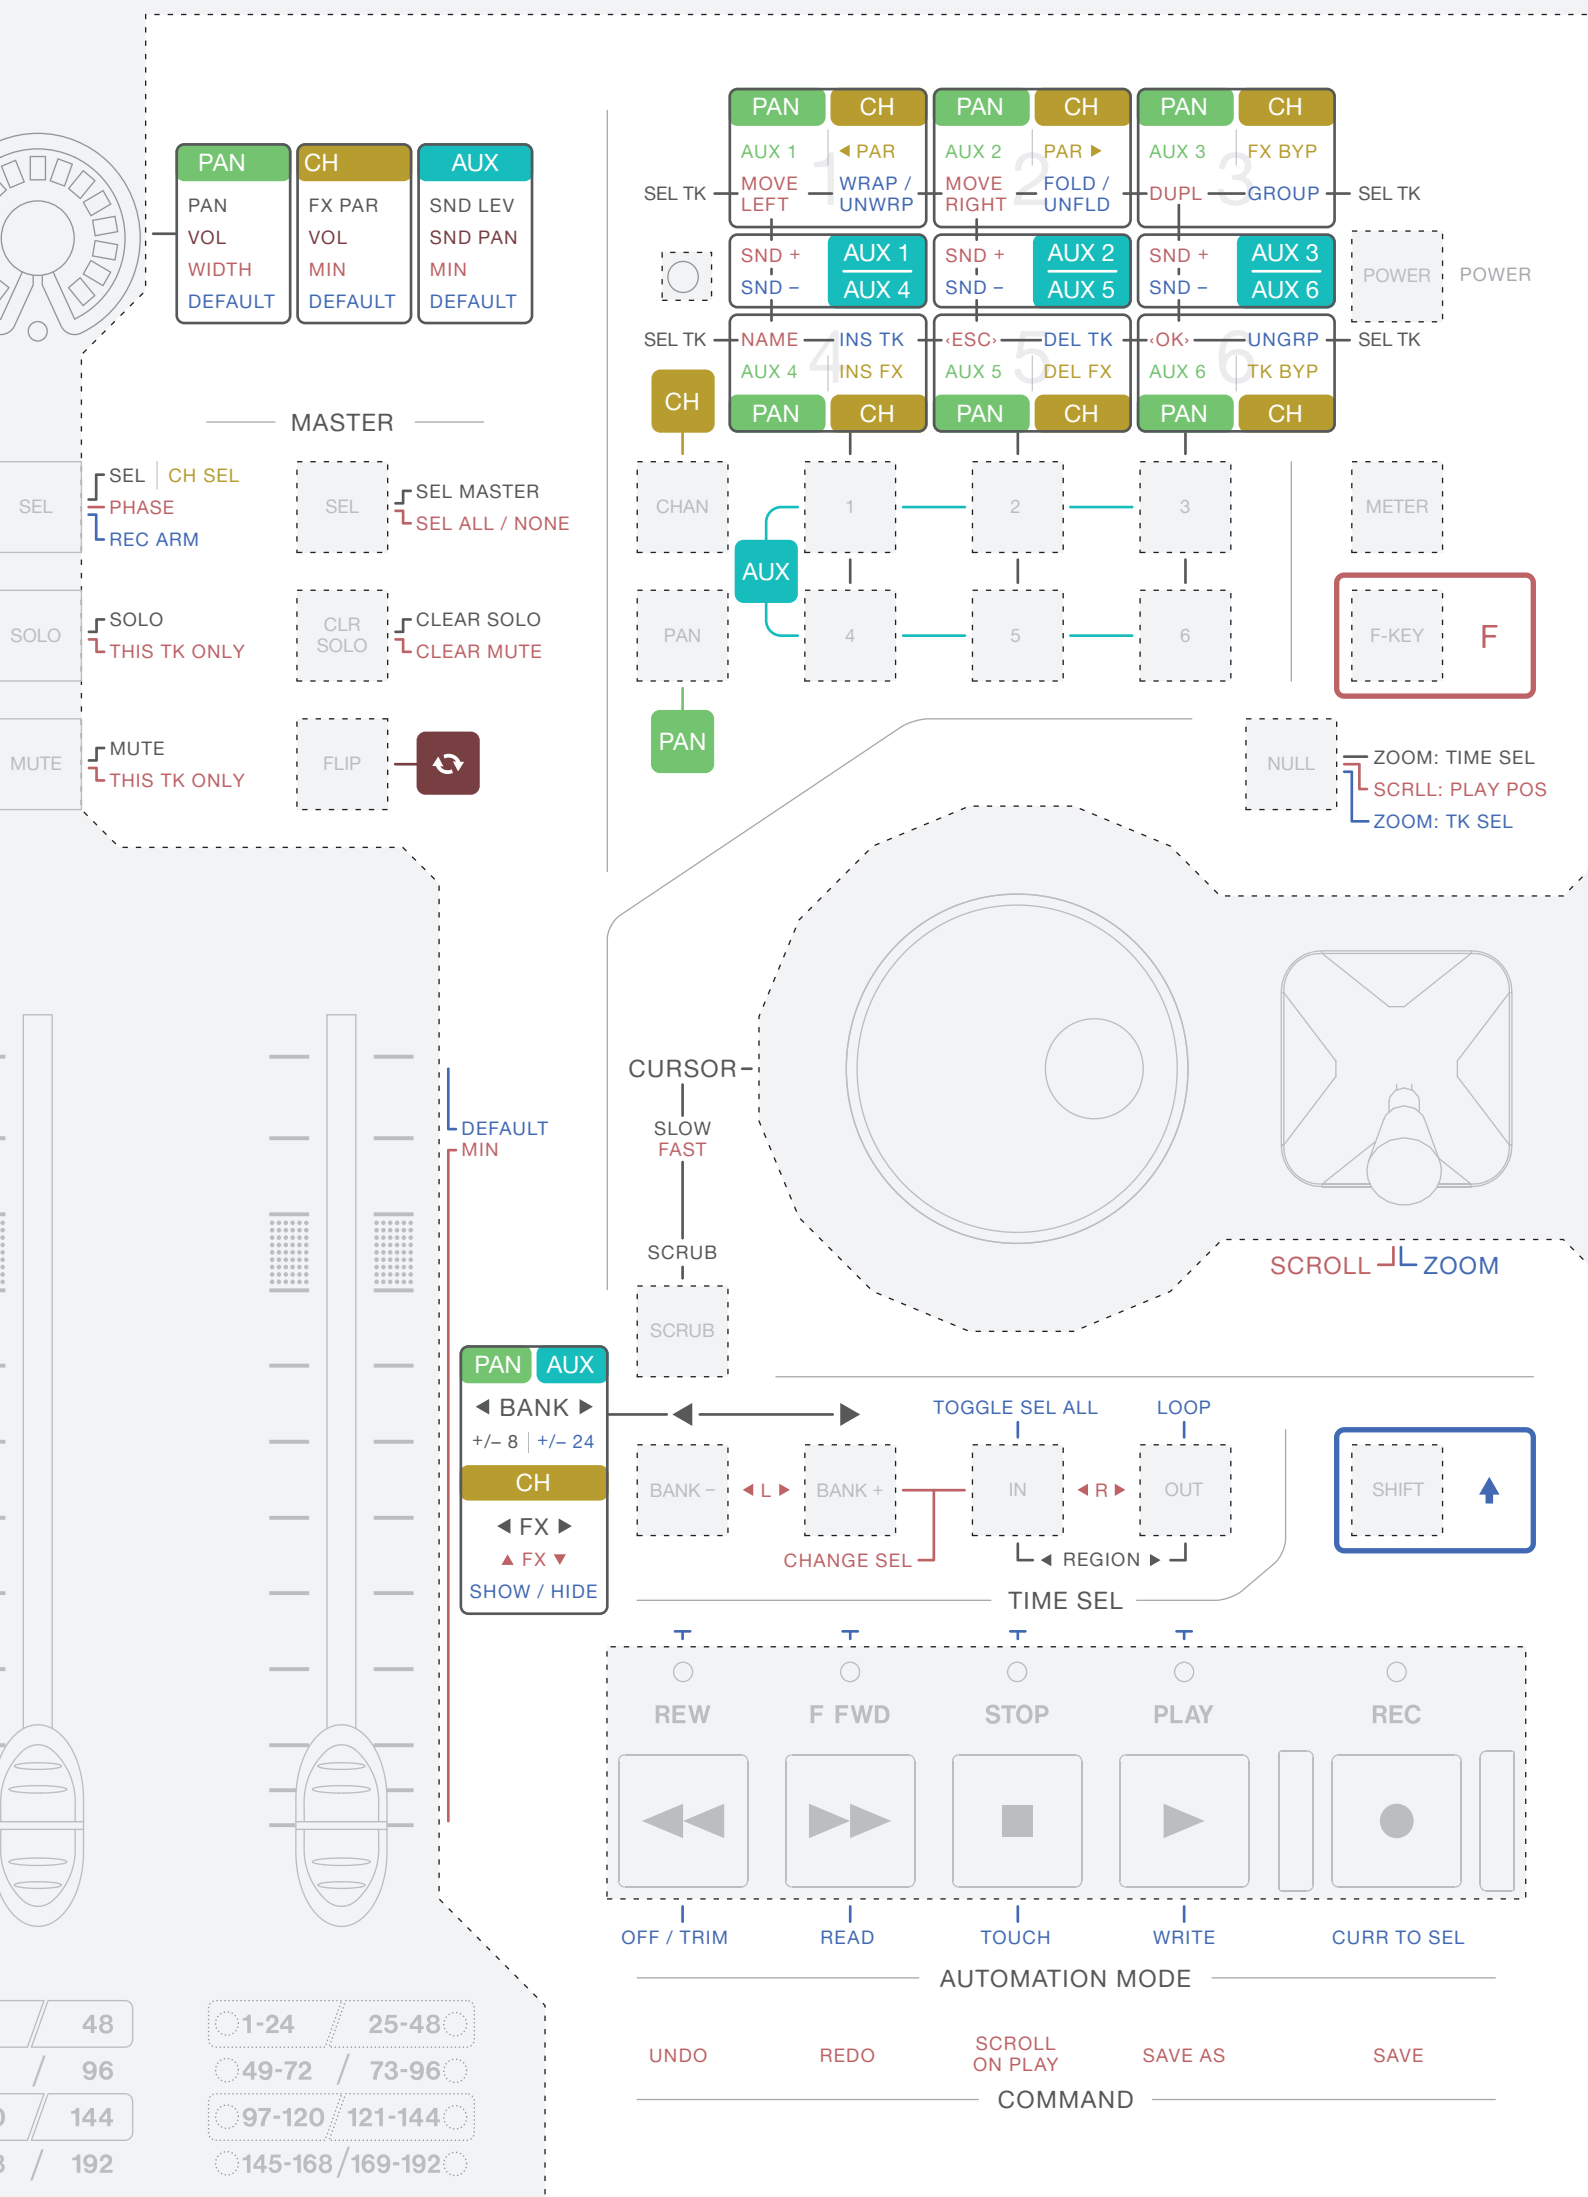 PAN CH AUX
PAN FX PAR SND LEV
VOL VOL SND PAN
WIDTH MIN MIN
DEFAULT DEFAULT DEFAULT
PAN CH PAN CH PAN CH
1 2 3
AUX 1 ◄ PAR AUX 2 PAR ► AUX 3 FX BYP
SEL TK MOVE LEFT WRAP / UNWRP MOVE RIGHT FOLD / UNFLD DUPL GROUP SEL TK
SND + AUX 1 SND + AUX 2 SND + AUX 3
SND – AUX 4 SND – AUX 5 SND – AUX 6
POWER POWER
SEL TK NAME INS TK ‹ESC› DEL TK ‹OK› UNGRP SEL TK
4 5 6
AUX 4 INS FX AUX 5 DEL FX AUX 6 TK BYP
PAN CH PAN CH PAN CH
CH
MASTER
SEL SEL | CH SEL
PHASE
REC ARM
SEL SEL MASTER
SEL ALL / NONE
CHAN 1 2 3 METER
AUX
SOLO SOLO
THIS TK ONLY
CLR
SOLO
CLEAR SOLO
CLEAR MUTE
PAN 4 5 6 F-KEY F
PAN
MUTE MUTE
THIS TK ONLY
FLIP
NULL ZOOM: TIME SEL
SCRLL: PLAY POS
ZOOM: TK SEL
CURSOR
SLOW
FAST
SCRUB
SCRUB
DEFAULT
MIN
SCROLL ZOOM
PAN AUX
◄ BANK ►
+/– 8 | +/– 24
CH
◄ FX ►
▲ FX ▼
SHOW / HIDE
TOGGLE SEL ALL LOOP
BANK – ◄ L ► BANK + IN ◄ R ► OUT SHIFT
CHANGE SEL ◄ REGION ►
TIME SEL
REW F FWD STOP PLAY REC
OFF / TRIM READ TOUCH WRITE CURR TO SEL
AUTOMATION MODE
UNDO REDO SCROLL ON PLAY SAVE AS SAVE
COMMAND
/ 48 1-24 / 25-48
/ 96 49-72 / 73-96
/ 144 97-120 / 121-144
/ 192 145-168 / 169-192